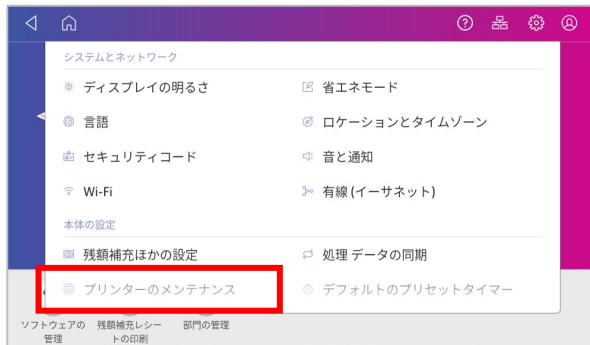 システムとネットワーク
ディスプレイの明るさ
省エネモード
言語
ロケーションとタイムゾーン
セキュリティコード
音と通知
Wi-Fi
有線(イーサネット)
本体の設定
残額補充ほかの設定
処理 データの同期
プリンターのメンテナンス
デフォルトのプリセットタイマー
ソフトウェアの
管理
残額補充レシー
トの印刷
部門の管理